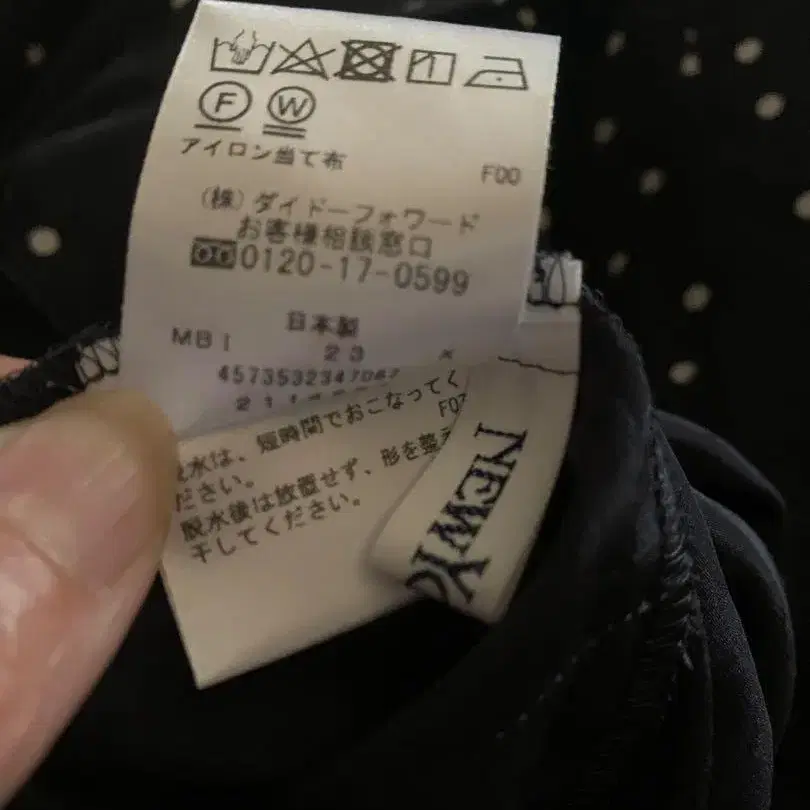 F W
アイロン当て布
F00
(株)ダイドーフォワード
お客様相談窓口
0120-17-0599
日本製
MBI 23 ×
4573532347087
脱水は、短時間でおこなってく
F07
ださい。
脱水後は放置せず、形を整え
干してください。
NEWYO